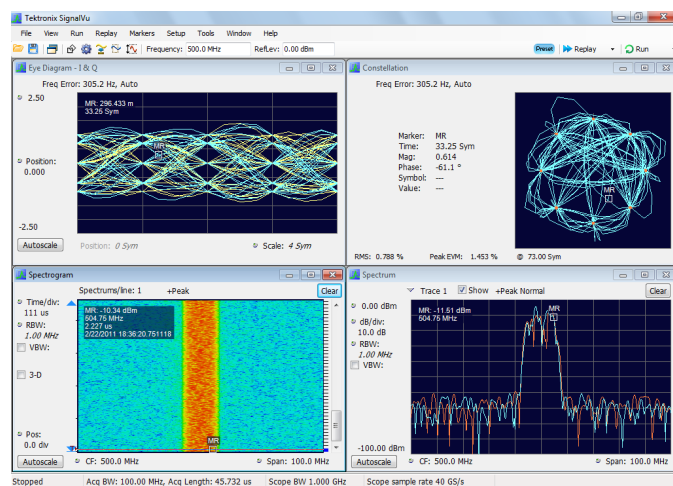 Tektronix SignalVu
File View Run Replay Markers Setup Tools Window Help
Frequency: 500.0 MHz RefLev: 0.00 dBm Preset Replay Run
Eye Diagram - I & Q
Freq Error: 305.2 Hz, Auto
2.50
MR: 296.433 m
33.25 Sym
MR
Position:
0.000
-2.50
Autoscale Position: 0 Sym Scale: 4 Sym
Constellation
Freq Error: 305.2 Hz, Auto
Marker: MR
Time: 33.25 Sym
Mag: 0.614
Phase: -61.1 °
Symbol: ---
Value: ---
MR
RMS: 0.788 % Peak EVM: 1.453 % @ 73.00 Sym
Spectrogram
Spectrums/line: 1 +Peak Clear
Time/div:
111 us
RBW:
1.00 MHz
VBW:
3-D
Pos:
0.0 div
MR: -10.34 dBm
504.75 MHz
2.227 us
2/22/2011 18:36:20.751118
MR
Autoscale CF: 500.0 MHz Span: 100.0 MHz
Spectrum
Trace 1 Show +Peak Normal Clear
0.00 dBm
dB/div:
10.0 dB
RBW:
1.00 MHz
VBW:
-100.00 dBm
MR: -11.51 dBm
504.75 MHz
MR
Autoscale CF: 500.0 MHz Span: 100.0 MHz
Stopped Acq BW: 100.00 MHz, Acq Length: 45.732 us Scope BW 1.000 GHz Scope sample rate 40 GS/s